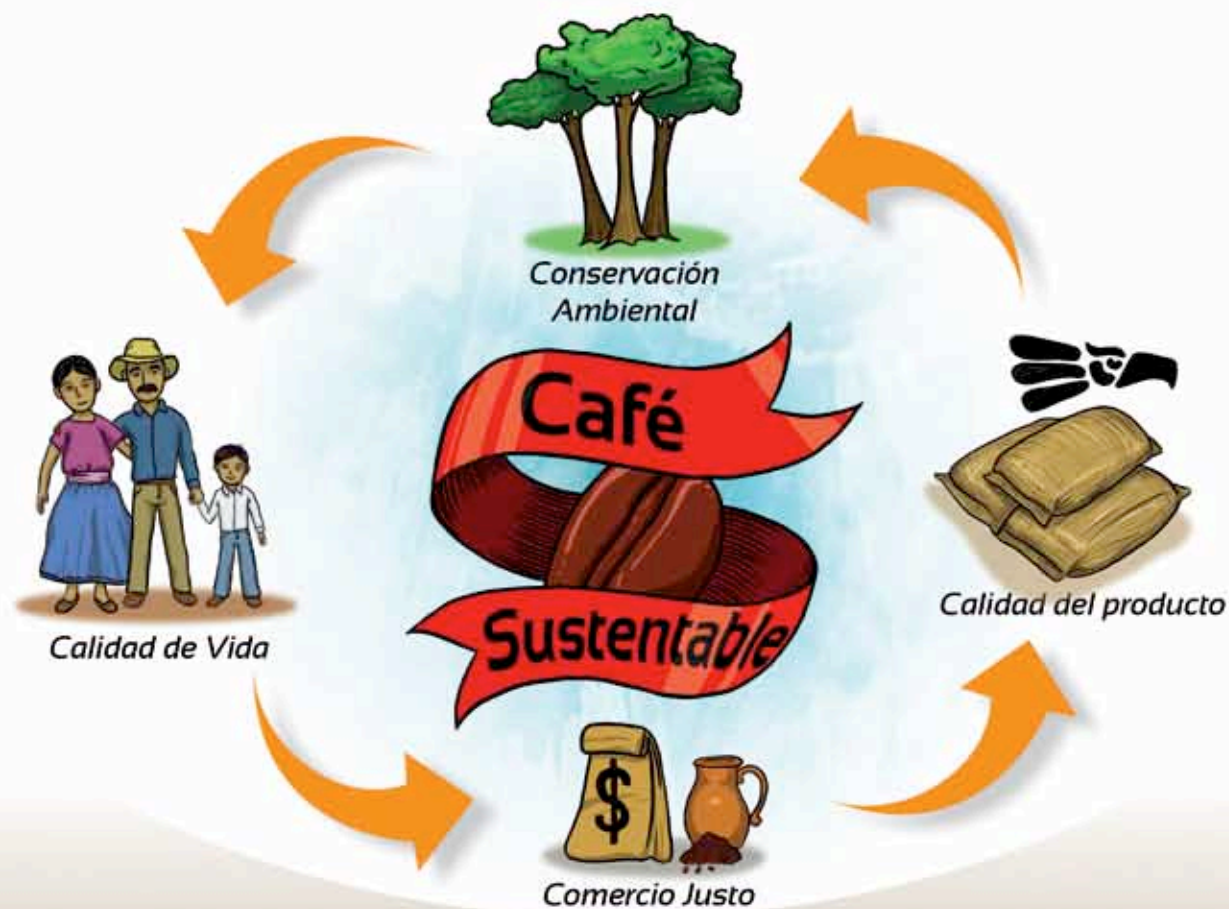 Conservación
Ambiental
Café
Sustentable
Calidad de Vida
Calidad del producto
$
Comercio Justo